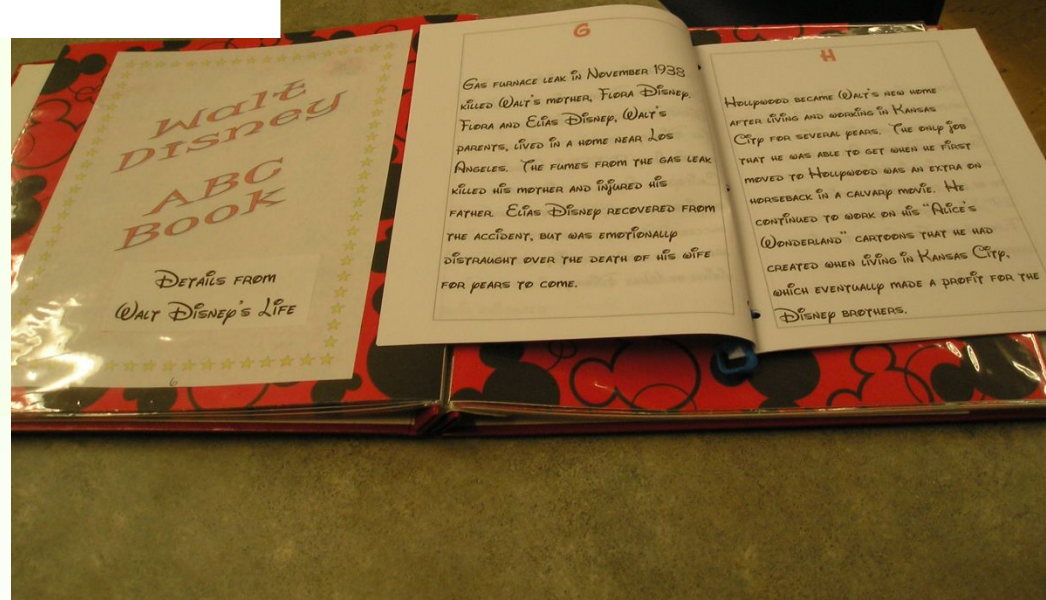 Walt
Disney
ABC
Book
Details from
Walt Disney's Life
G
Gas furnace leak in November 1938
killed Walt's mother, Flora Disney.
Flora and Elias Disney, Walt's
parents, lived in a home near Los
Angeles. The fumes from the gas leak
killed his mother and injured his
father. Elias Disney recovered from
the accident, but was emotionally
distraught over the death of his wife
for years to come.
H
Hollywood became Walt's new home
after living and working in Kansas
City for several years. The only job
that he was able to get when he first
moved to Hollywood was an extra on
horseback in a calvary movie. He
continued to work on his "Alice's
Wonderland" cartoons that he had
created when living in Kansas City,
which eventually made a profit for the
Disney brothers.